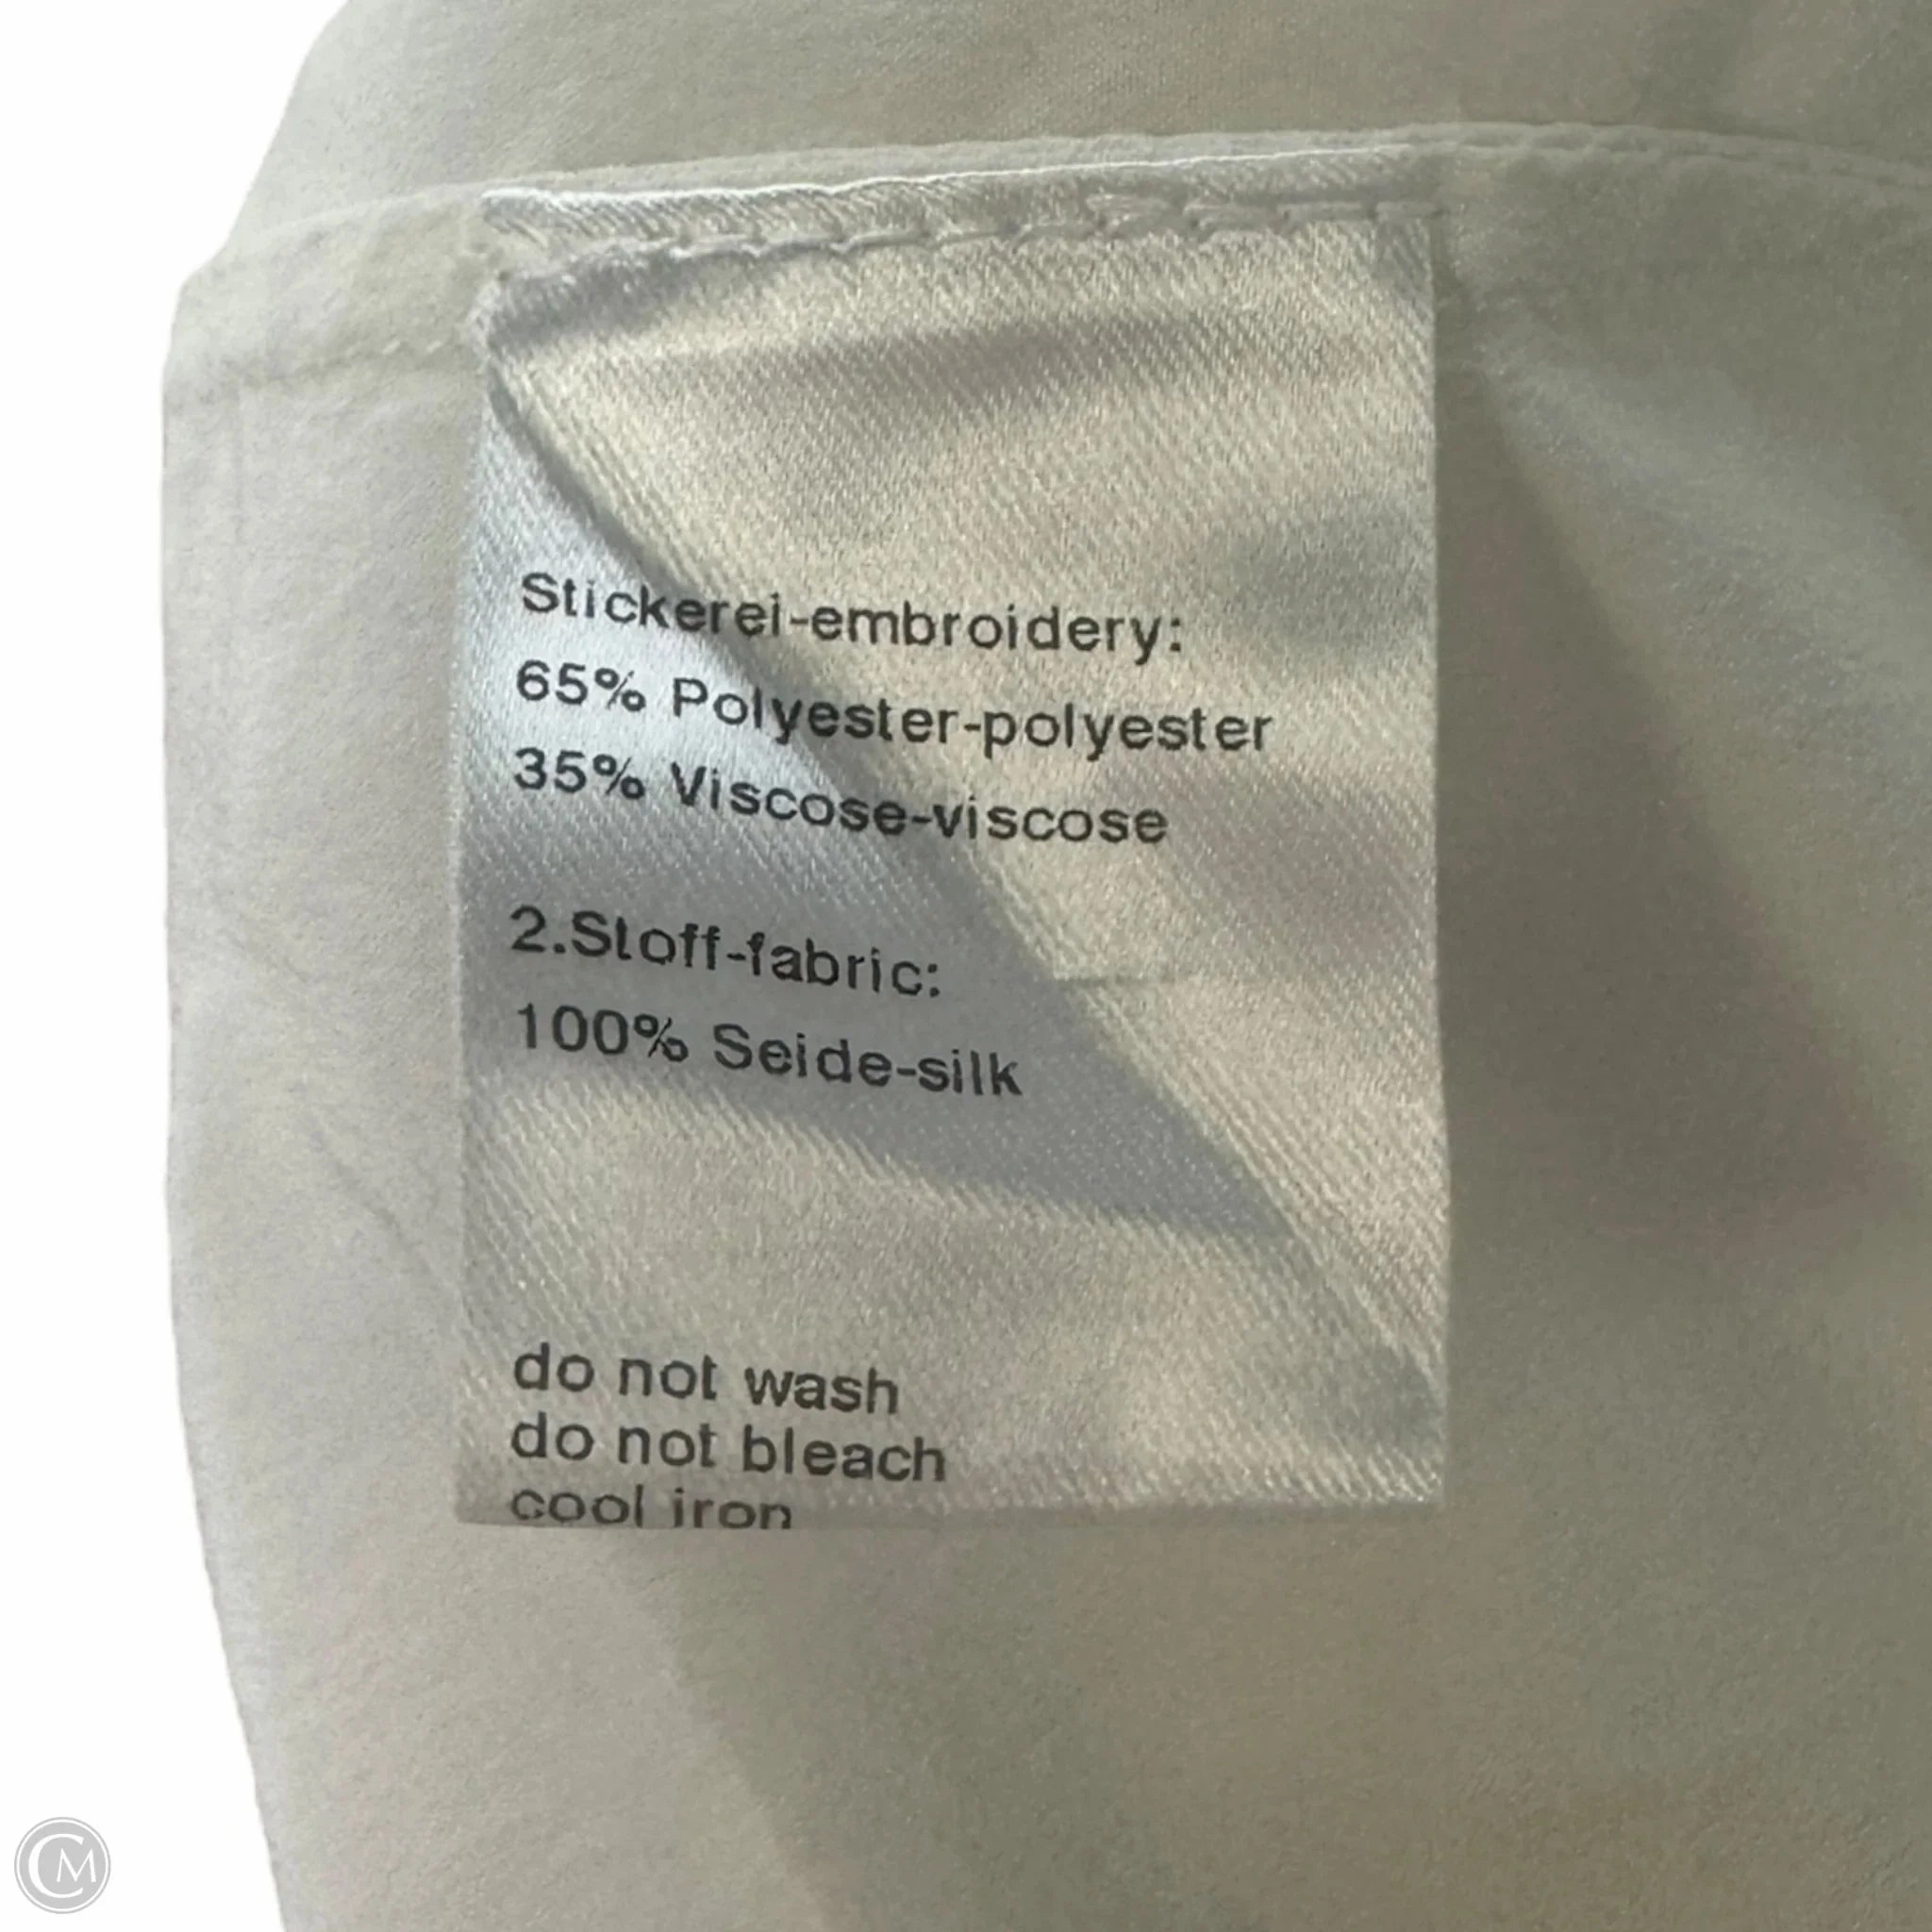 Stickerei-embroidery:
65% Polyester-polyester
35% Viscose-viscose
2.Stoff-fabric:
100% Seide-silk
do not wash
do not bleach
cool iron
CM